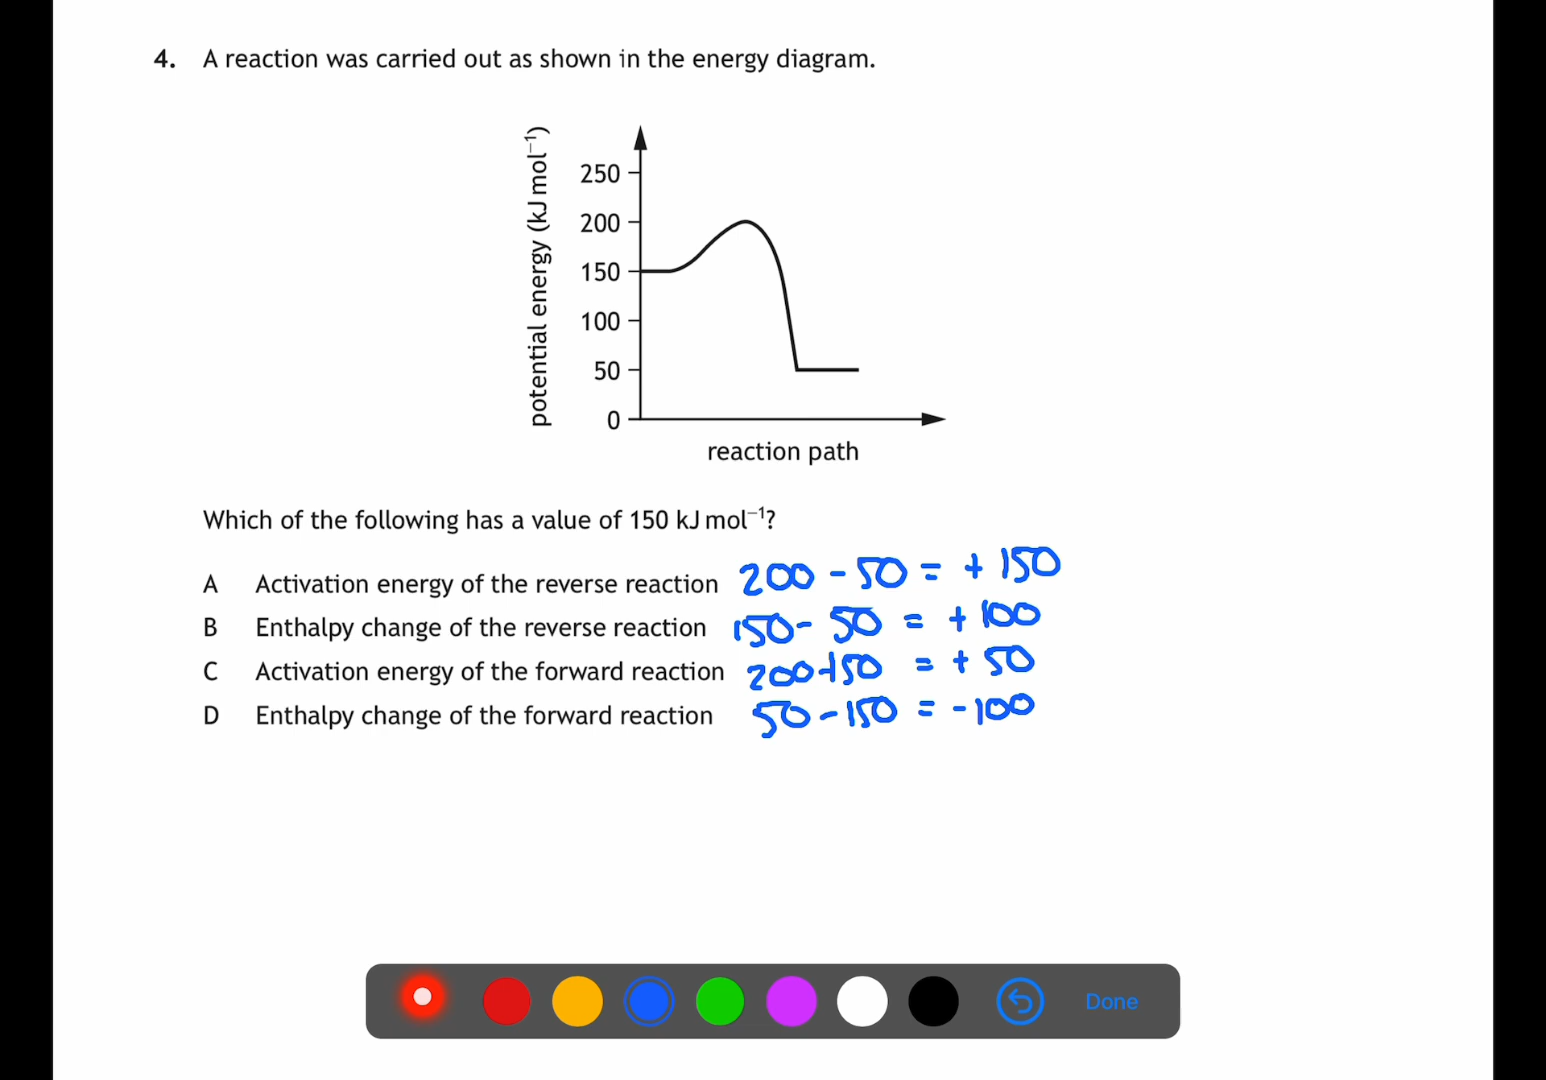 4. A reaction was carried out as shown in the energy diagram.
potential energy (kJ mol⁻¹)
250
200
150
100
50
0
reaction path
Which of the following has a value of 150 kJ mol⁻¹?
A Activation energy of the reverse reaction 200 - 50 = + 150
B Enthalpy change of the reverse reaction 150 - 50 = + 100
C Activation energy of the forward reaction 200 - 150 = + 50
D Enthalpy change of the forward reaction 50 - 150 = - 100
Done